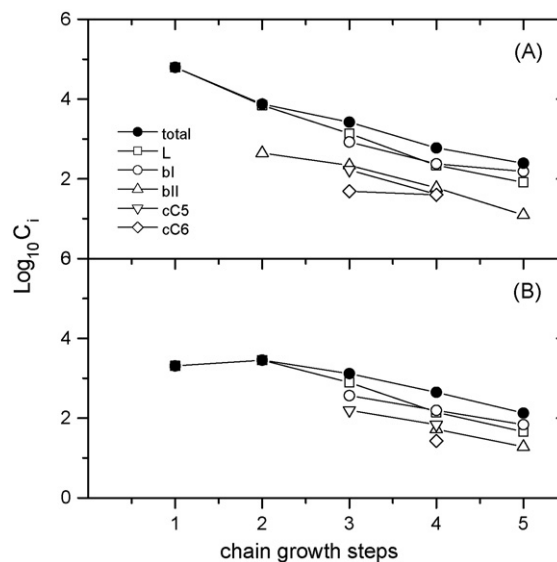 6
(A)
4
total
L
bI
2
bII
cC5
cC6
Log10Ci
6
(B)
4
2
0
1 2 3 4 5
chain growth steps